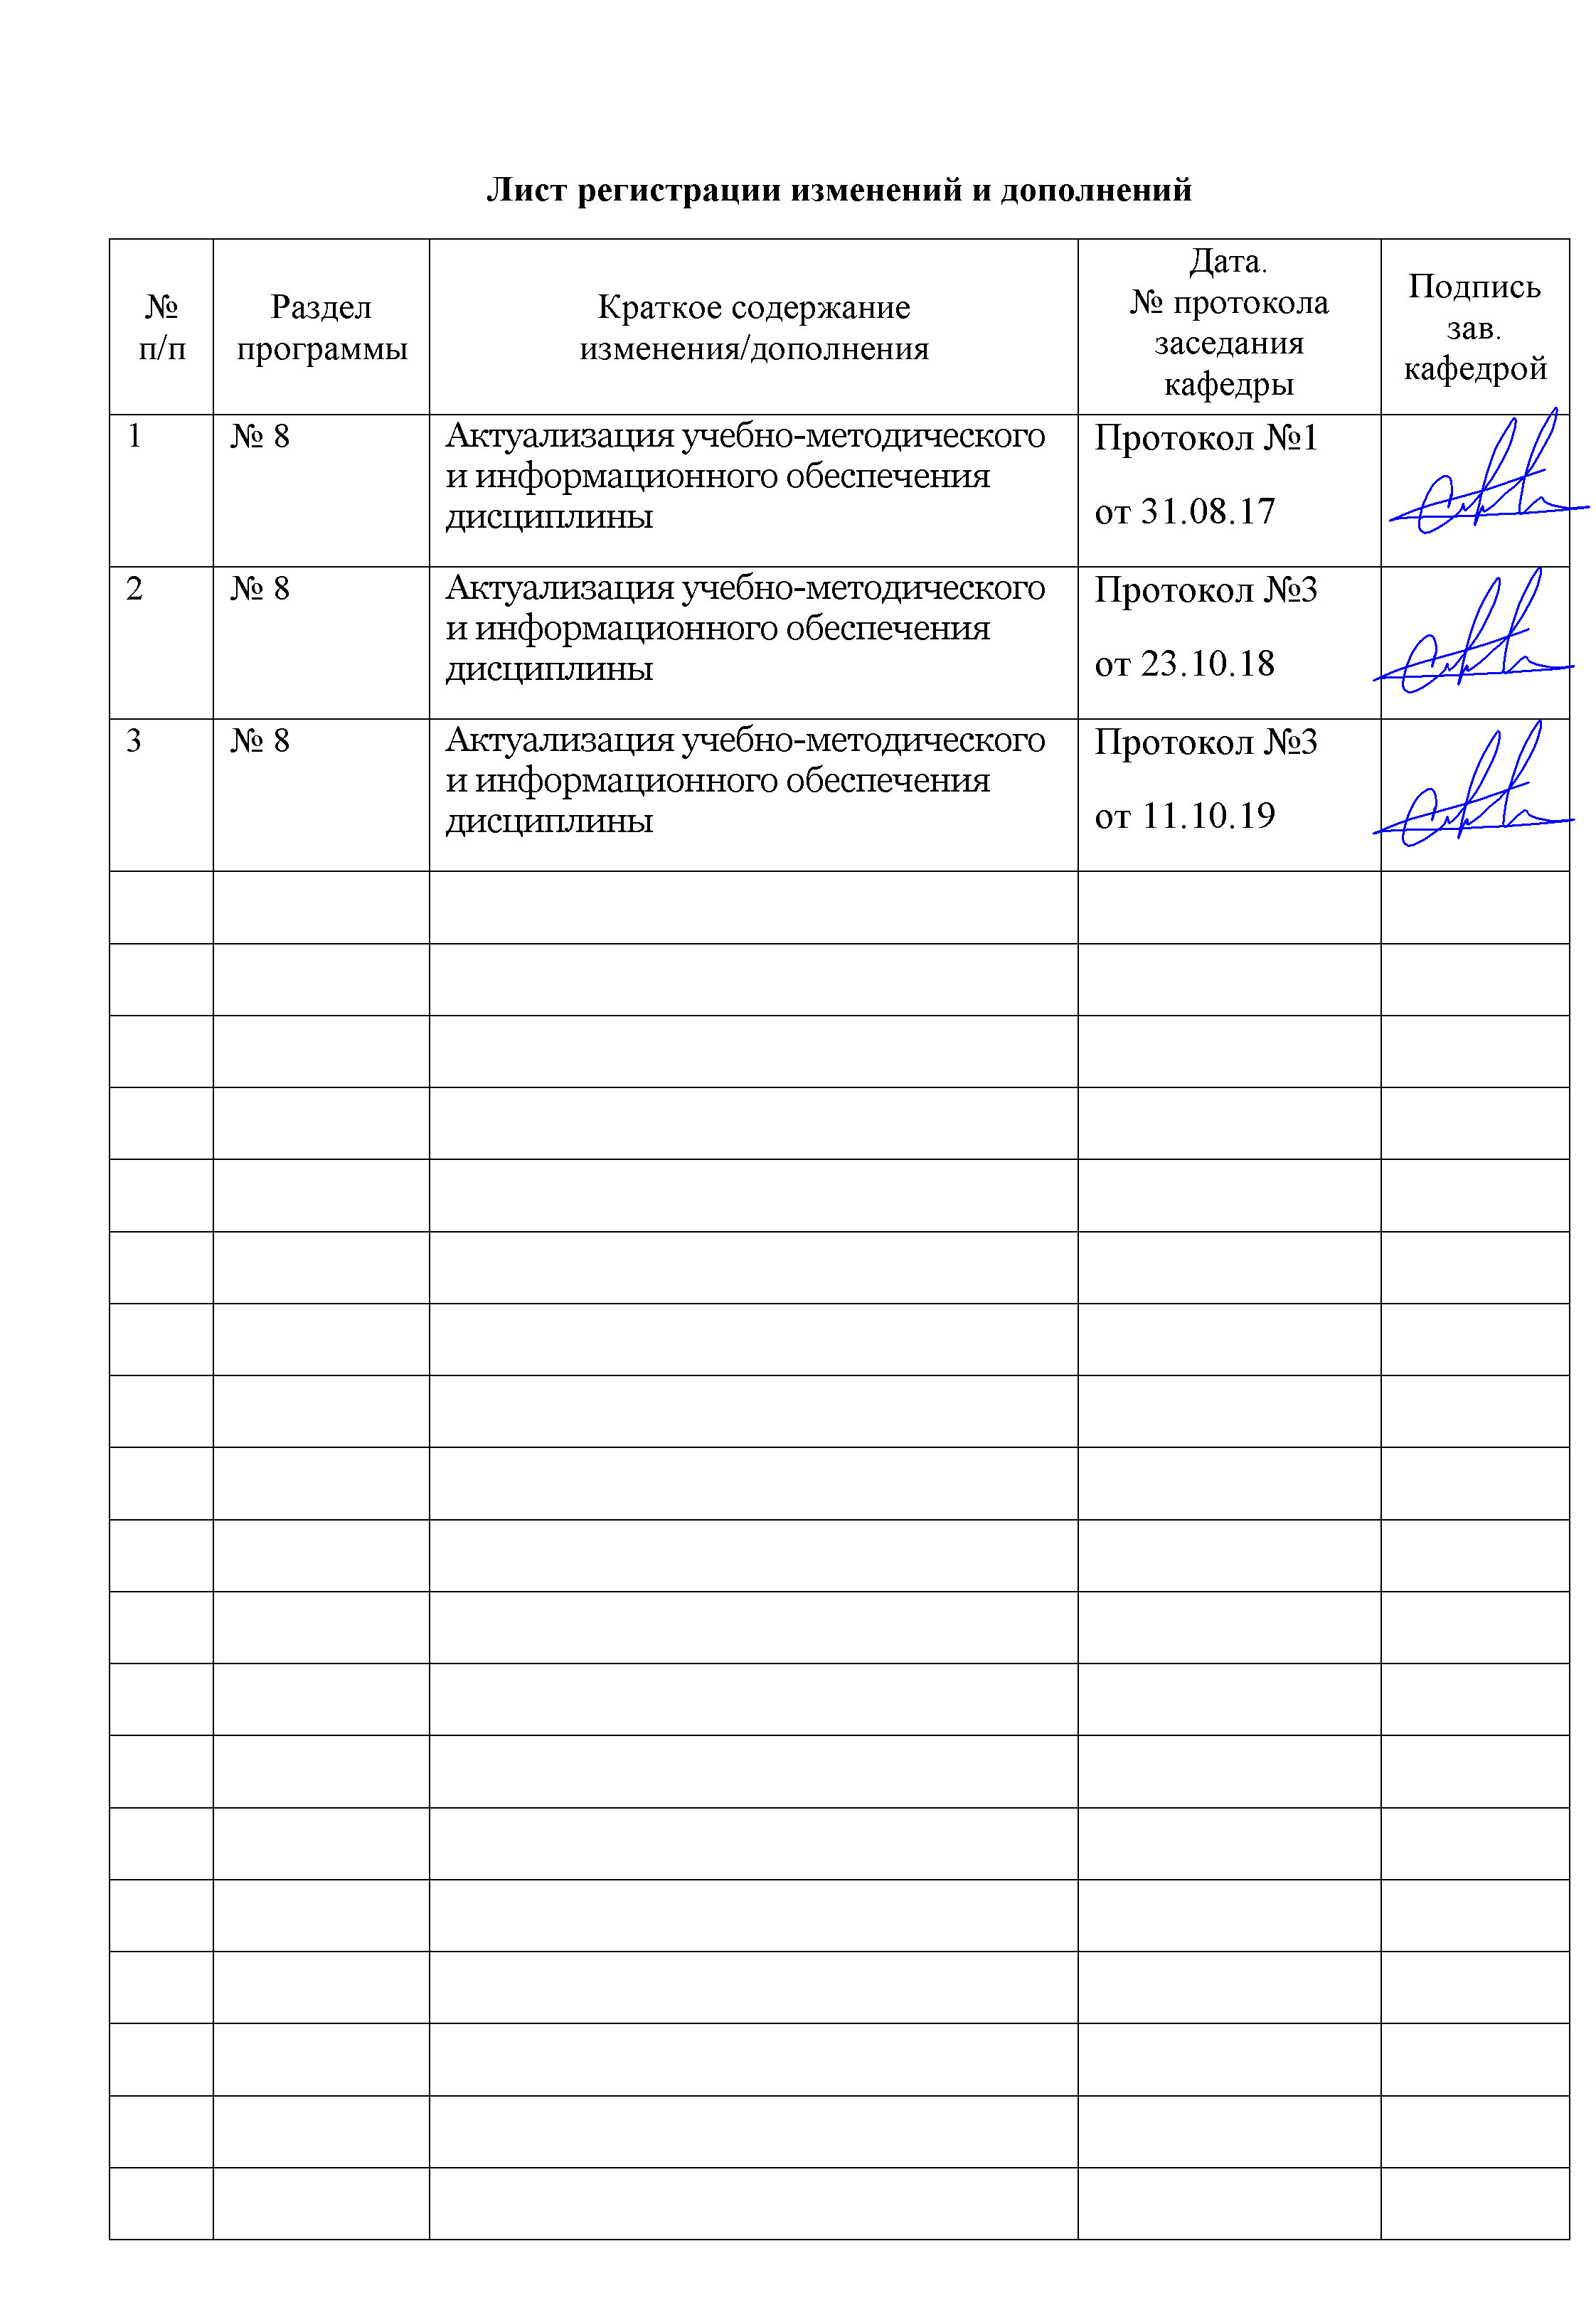 Лист регистрации изменений и дополнений
№
п/п
Раздел
программы
Краткое содержание
изменения/дополнения
Дата.
№ протокола
заседания
кафедры
Подпись
зав.
кафедрой
1
№ 8
Актуализация учебно-методического
и информационного обеспечения
дисциплины
Протокол №1
от 31.08.17
2
№ 8
Актуализация учебно-методического
и информационного обеспечения
дисциплины
Протокол №3
от 23.10.18
3
№ 8
Актуализация учебно-методического
и информационного обеспечения
дисциплины
Протокол №3
от 11.10.19